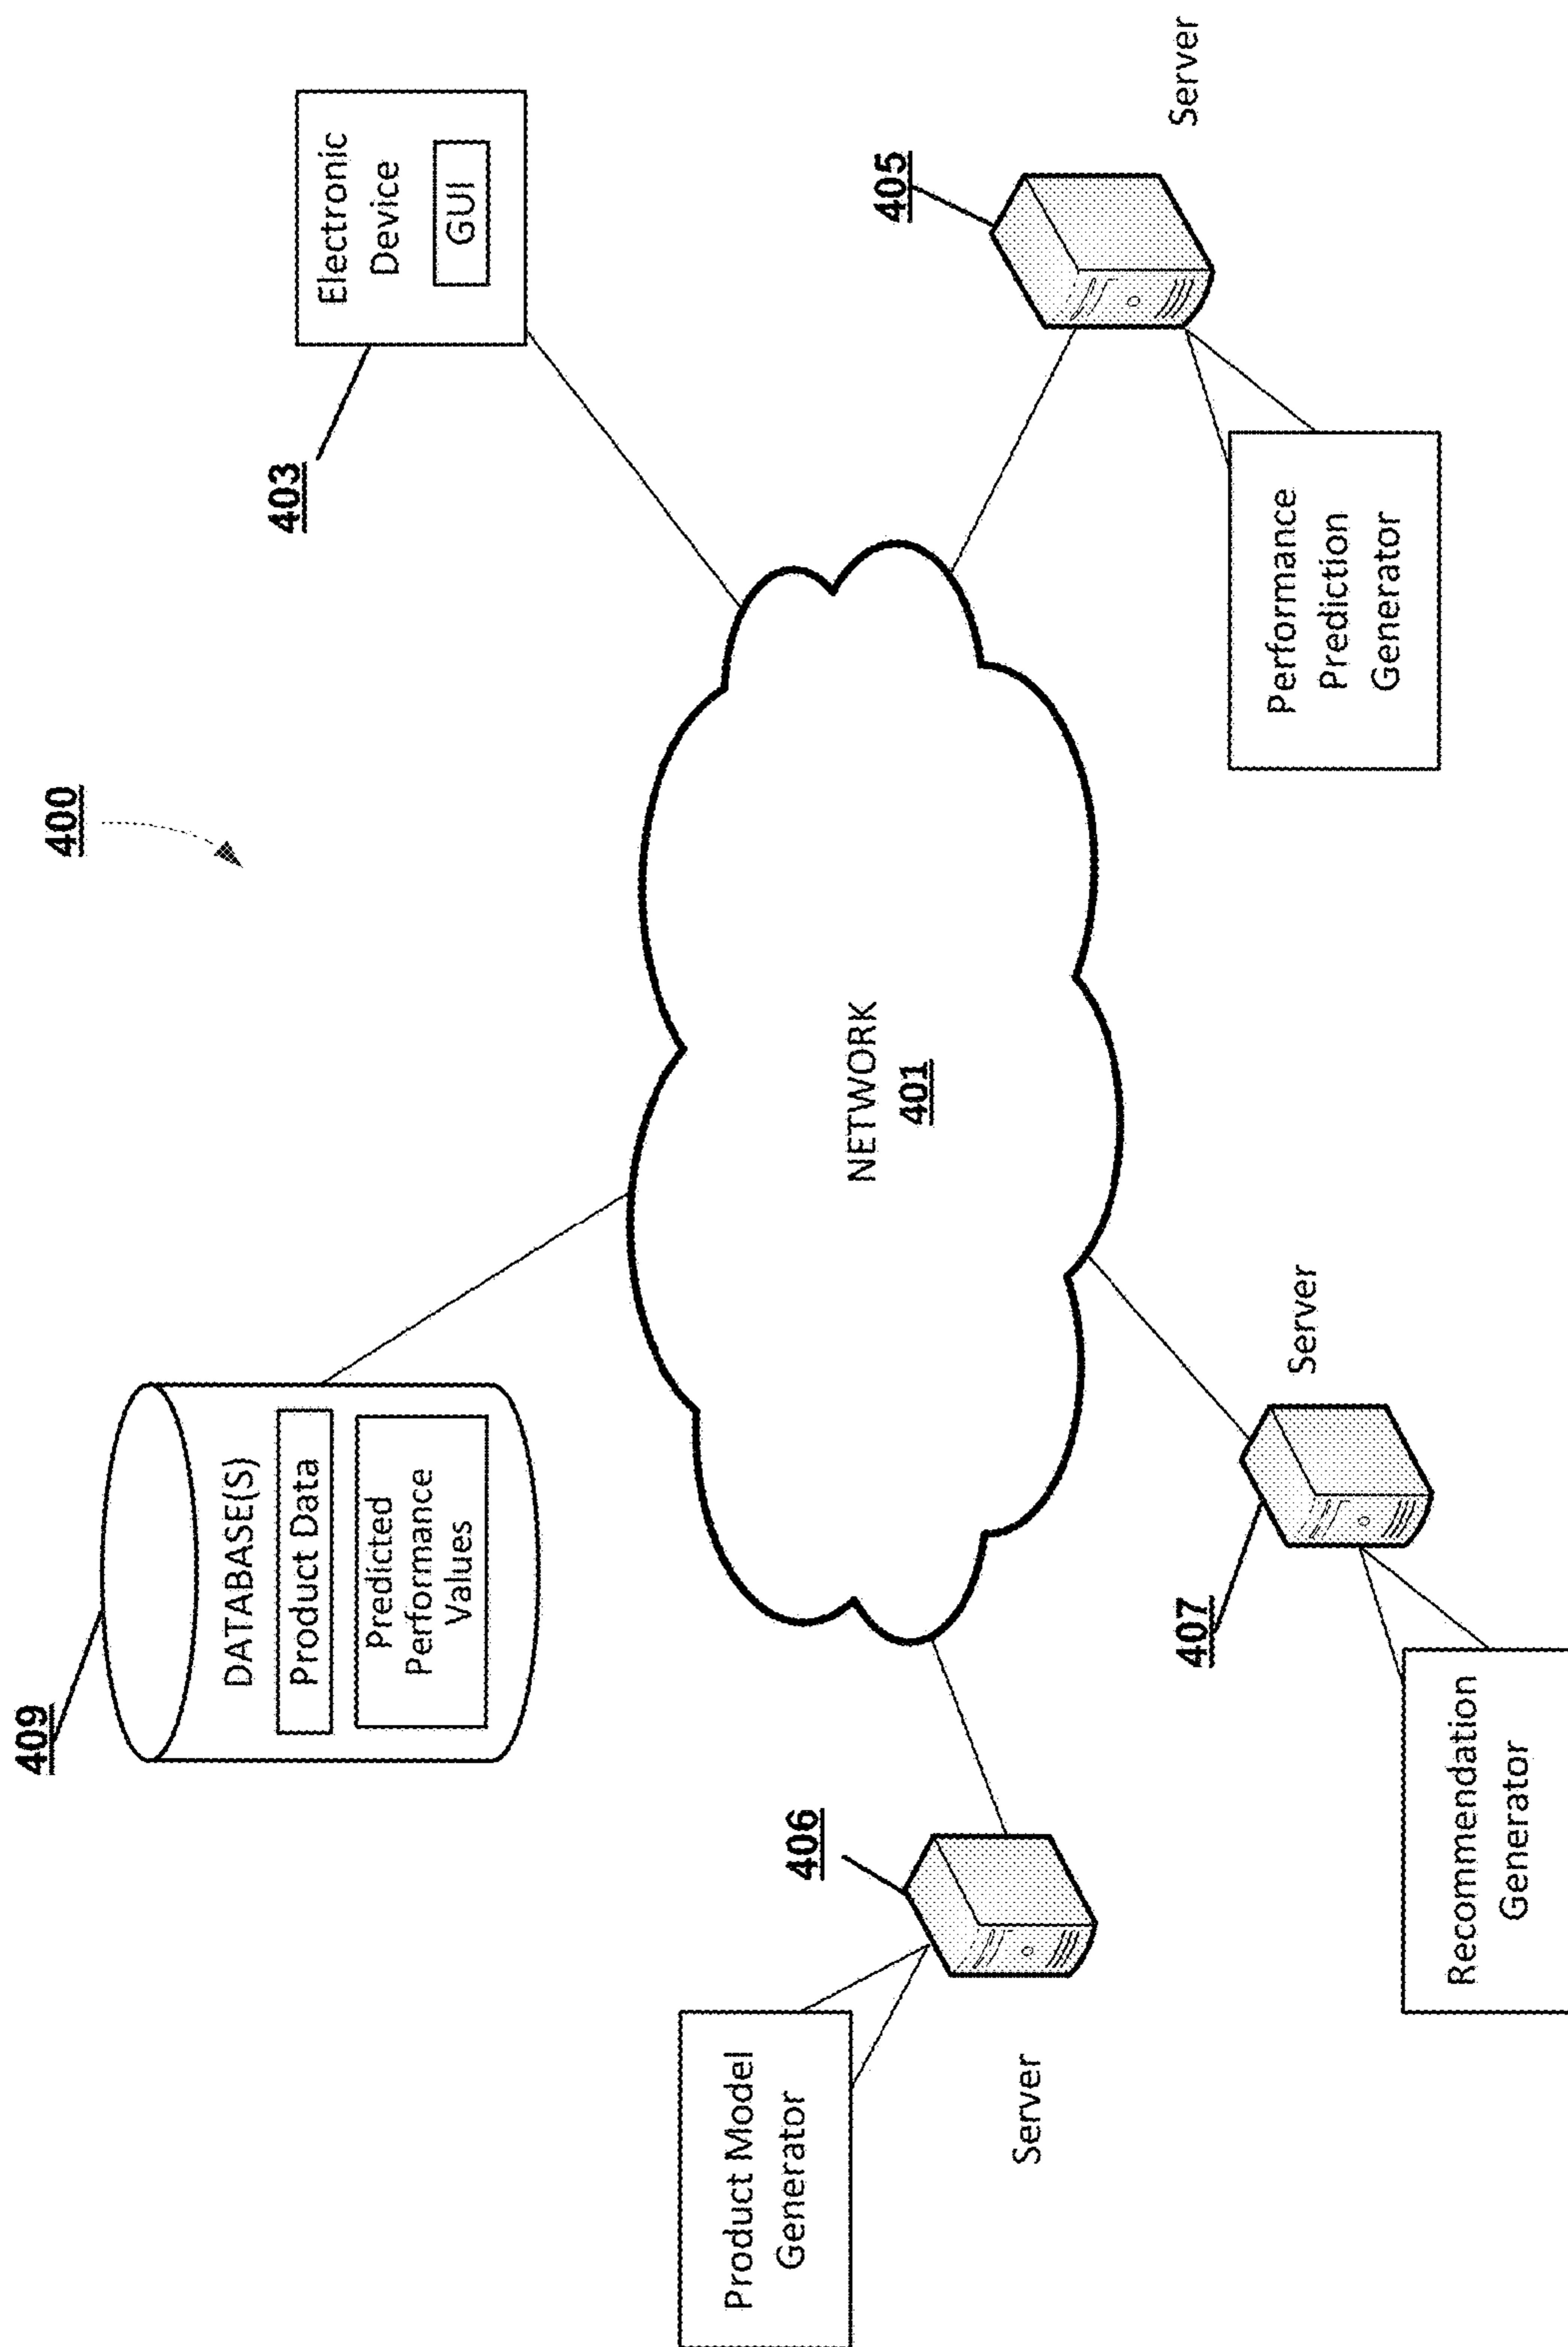 400
409
DATABASE(S)
Product Data
Predicted
Performance
Values
403
Electronic
Device
GUI
NETWORK
401
406
Product Model
Generator
Server
407
Server
Recommendation
Generator
405
Server
Performance
Prediction
Generator